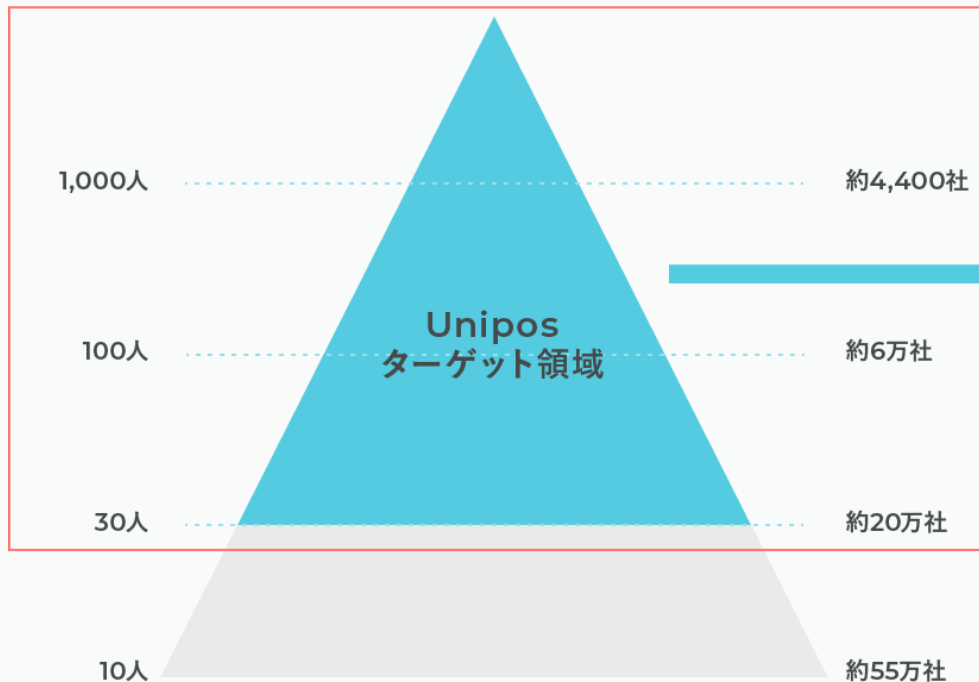 1,000人
約4,400社
Unipos
ターゲット領域
100人
約6万社
30人
約20万社
10人
約55万社